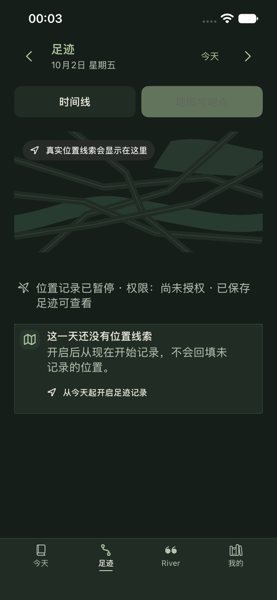 00:03
足迹
10月2日 星期五
今天
时间线
真实位置线索会显示在这里
位置记录已暂停 · 权限：尚未授权 · 已保存
足迹可查看
这一天还没有位置线索
开启后从现在开始记录，不会回填未
记录的位置。
从今天起开启足迹记录
今天
足迹
River
我的